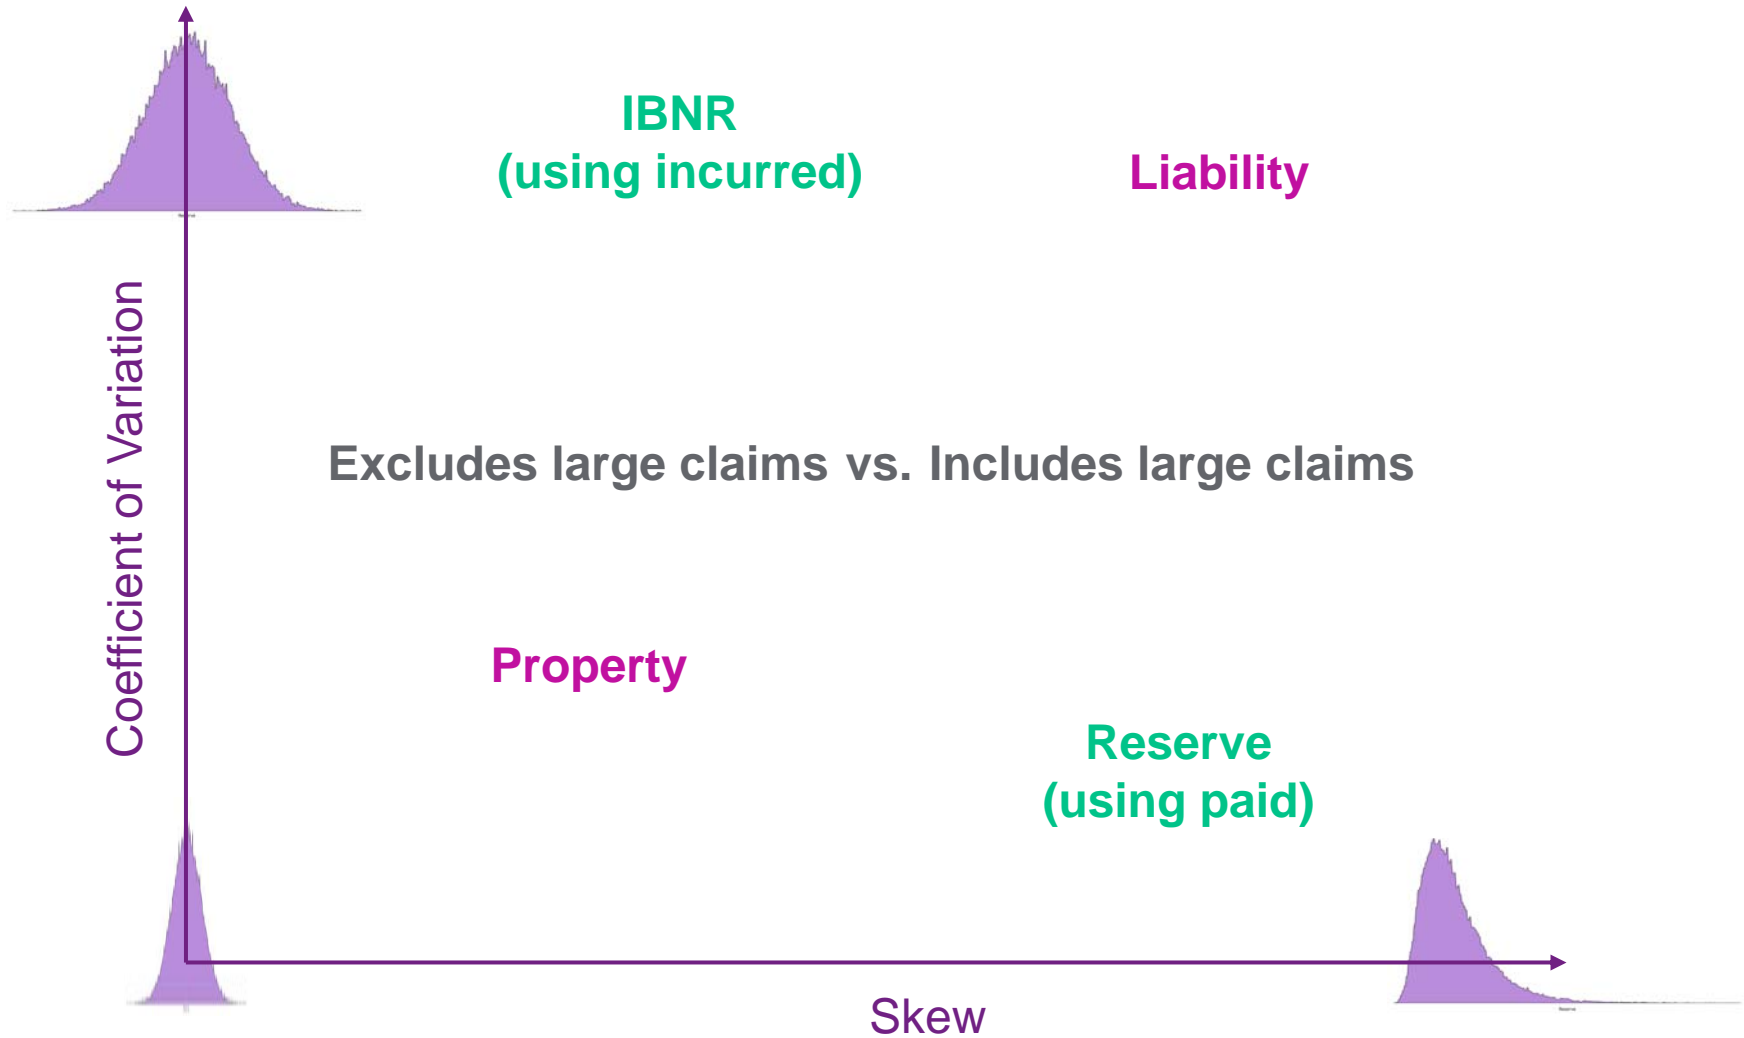 IBNR
(using incurred)
Liability
Coefficient of Variation
Excludes large claims vs. Includes large claims
Property
Reserve
(using paid)
Skew